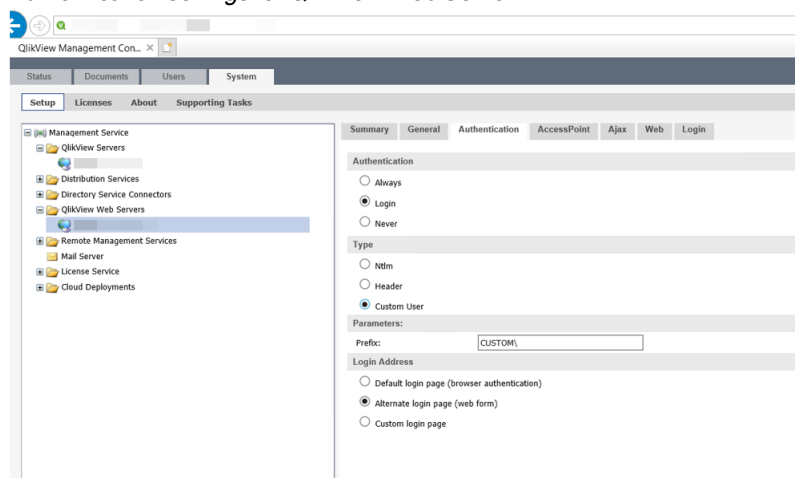 QlikView Management Con...
Status Documents Users System
Setup Licenses About Supporting Tasks
Management Service
QlikView Servers
Distribution Services
Directory Service Connectors
QlikView Web Servers
Remote Management Services
Mail Server
License Service
Cloud Deployments
Summary General Authentication AccessPoint Ajax Web Login
Authentication
Always
Login
Never
Type
Ntlm
Header
Custom User
Parameters:
Prefix: CUSTOM\
Login Address
Default login page (browser authentication)
Alternate login page (web form)
Custom login page